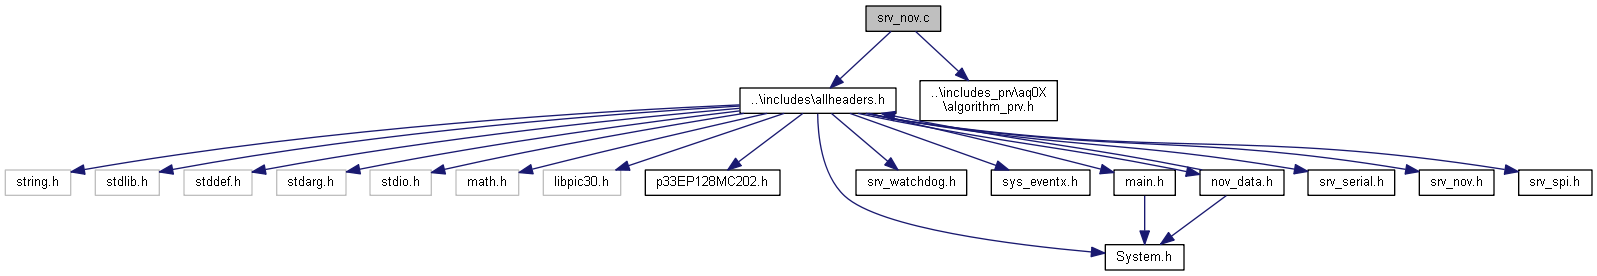 srv_nov.c
..\includes\allheaders.h
..\includes_prv\aq0X
\algorithm_prv.h
string.h
stdlib.h
stddef.h
stdarg.h
stdio.h
math.h
libpic30.h
p33EP128MC202.h
srv_watchdog.h
sys_eventx.h
main.h
nov_data.h
srv_serial.h
srv_nov.h
srv_spi.h
System.h